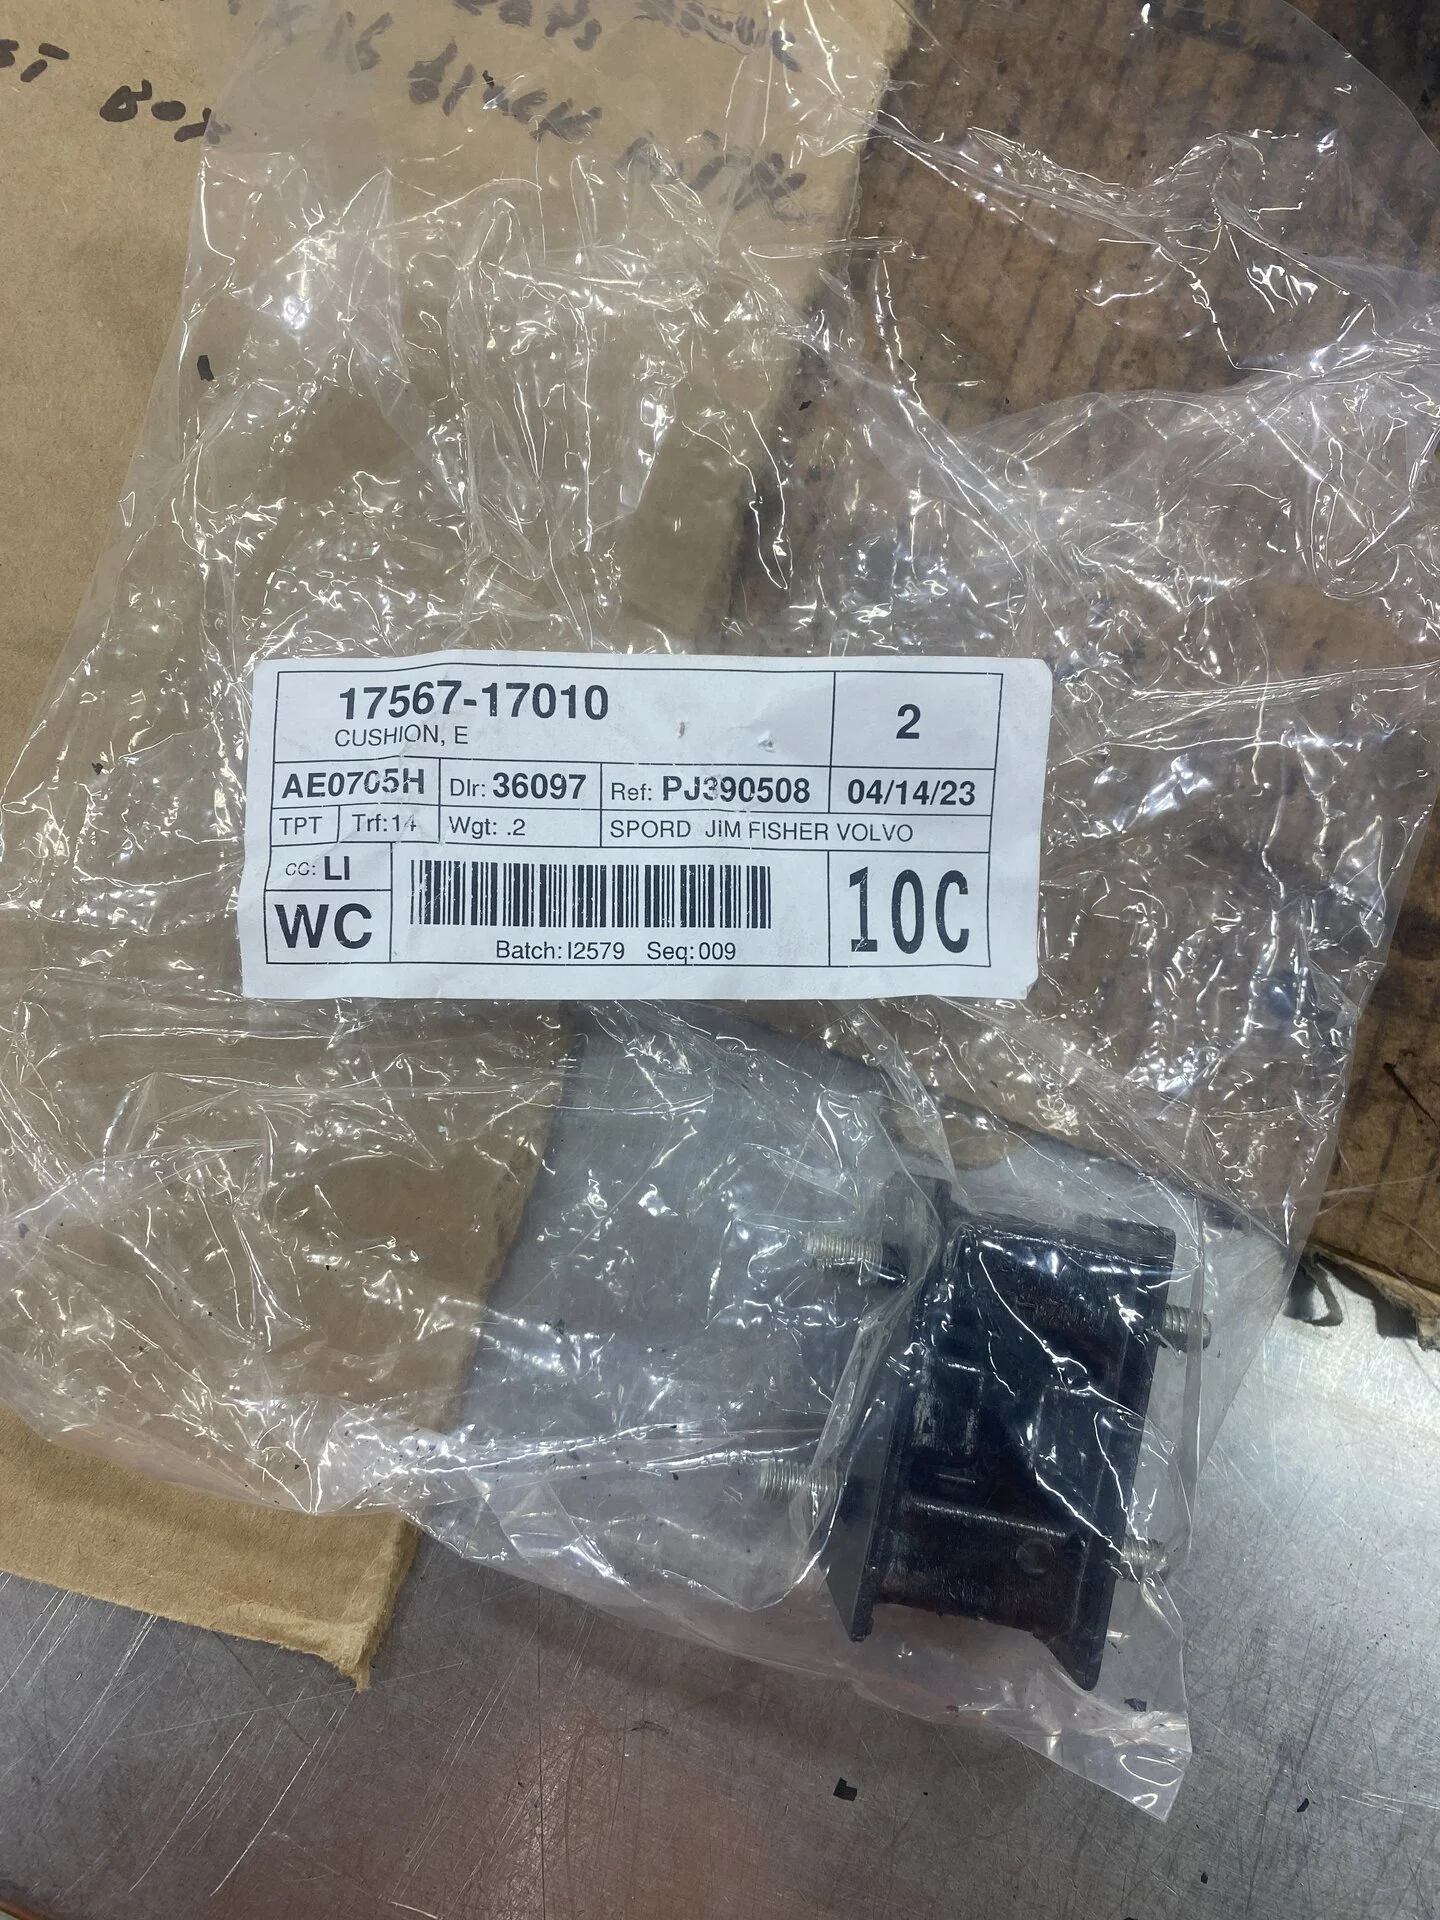 Box
17567-17010
CUSHION, E
2
AE0705H
Dlr: 36097
Ref: PJ390508
04/14/23
TPT
Trf:14
Wgt: .2
SPORD JIM FISHER VOLVO
CC: LI
WC
10C
Batch:I2579 Seq:009